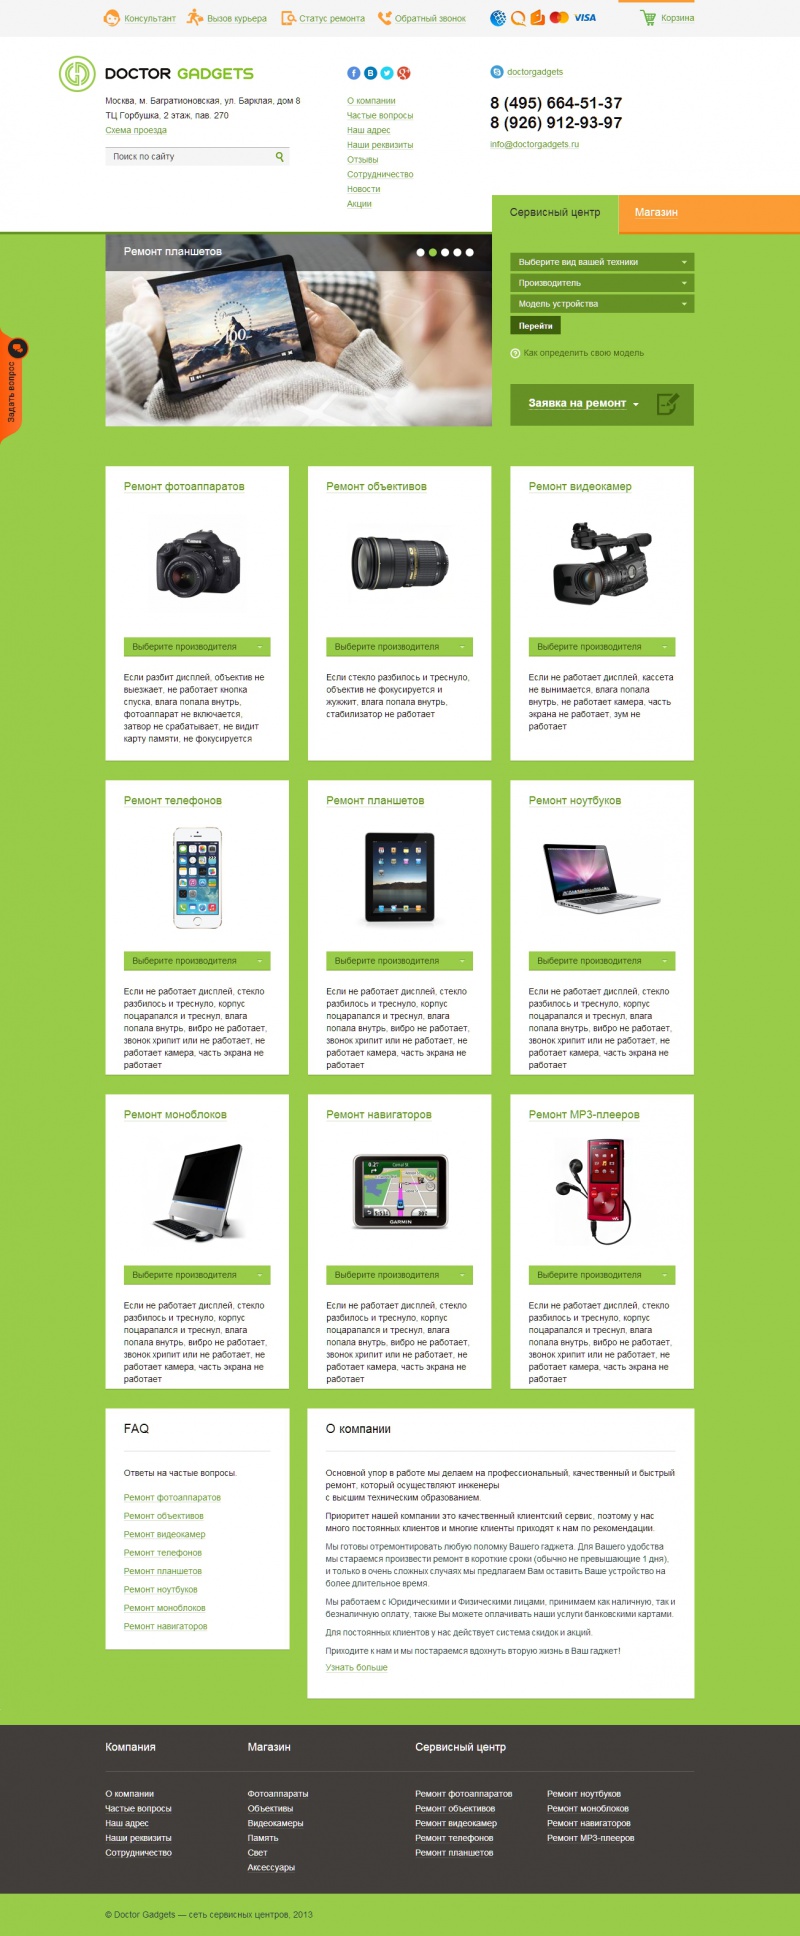 Консультант
Вызов курьера
Статус ремонта
Обратный звонок
VISA
Корзина
DOCTOR GADGETS
Москва, м. Багратионовская, ул. Барклая, дом 8
ТЦ Горбушка, 2 этаж, пав. 270
Схема проезда
Поиск по сайту
О компании
Частые вопросы
Наш адрес
Наши реквизиты
Отзывы
Сотрудничество
Новости
Акции
doctorgadgets
8 (495) 664-51-37
8 (926) 912-93-97
info@doctorgadgets.ru
Сервисный центр
Магазин
Ремонт планшетов
Paramount
100
Выберите вид вашей техники
Производитель
Модель устройства
Перейти
Как определить свою модель
Заявка на ремонт
Задать вопрос
Ремонт фотоаппаратов
Canon
Выберите производителя
Если разбит дисплей, объектив не
выезжает, не работает кнопка
спуска, влага попала внутрь,
фотоаппарат не включается,
затвор не срабатывает, не видит
карту памяти, не фокусируется
Ремонт объективов
Выберите производителя
Если стекло разбилось и треснуло,
объектив не фокусируется и
жужжит, влага попала внутрь,
стабилизатор не работает
Ремонт видеокамер
Выберите производителя
Если не работает дисплей, кассета
не вынимается, влага попала
внутрь, не работает камера, часть
экрана не работает, зум не
работает
Ремонт телефонов
Выберите производителя
Если не работает дисплей, стекло
разбилось и треснуло, корпус
поцарапался и треснул, влага
попала внутрь, вибро не работает,
звонок хрипит или не работает, не
работает камера, часть экрана не
работает
Ремонт планшетов
Выберите производителя
Если не работает дисплей, стекло
разбилось и треснуло, корпус
поцарапался и треснул, влага
попала внутрь, вибро не работает,
звонок хрипит или не работает, не
работает камера, часть экрана не
работает
Ремонт ноутбуков
Выберите производителя
Если не работает дисплей, стекло
разбилось и треснуло, корпус
поцарапался и треснул, влага
попала внутрь, вибро не работает,
звонок хрипит или не работает, не
работает камера, часть экрана не
работает
Ремонт моноблоков
Выберите производителя
Если не работает дисплей, стекло
разбилось и треснуло, корпус
поцарапался и треснул, влага
попала внутрь, вибро не работает,
звонок хрипит или не работает, не
работает камера, часть экрана не
работает
Ремонт навигаторов
GARMIN
Выберите производителя
Если не работает дисплей, стекло
разбилось и треснуло, корпус
поцарапался и треснул, влага
попала внутрь, вибро не работает,
звонок хрипит или не работает, не
работает камера, часть экрана не
работает
Ремонт MP3-плееров
Выберите производителя
Если не работает дисплей, стекло
разбилось и треснуло, корпус
поцарапался и треснул, влага
попала внутрь, вибро не работает,
звонок хрипит или не работает, не
работает камера, часть экрана не
работает
FAQ
Ответы на частые вопросы.
Ремонт фотоаппаратов
Ремонт объективов
Ремонт видеокамер
Ремонт телефонов
Ремонт планшетов
Ремонт ноутбуков
Ремонт моноблоков
Ремонт навигаторов
О компании
Основной упор в работе мы делаем на профессиональный, качественный и быстрый
ремонт, который осуществляют инженеры
с высшим техническим образованием.
Приоритет нашей компании это качественный клиентский сервис, поэтому у нас
много постоянных клиентов и многие клиенты приходят к нам по рекомендации.
Мы готовы отремонтировать любую поломку Вашего гаджета. Для Вашего удобства
мы стараемся произвести ремонт в короткие сроки (обычно не превышающие 1 дня),
и только в очень сложных случаях мы предлагаем Вам оставить Ваше устройство на
более длительное время.
Мы работаем с Юридическими и Физическими лицами, принимаем как наличную, так и
безналичную оплату, также Вы можете оплачивать наши услуги банковскими картами.
Для постоянных клиентов у нас действует система скидок и акций.
Приходите к нам и мы постараемся вдохнуть вторую жизнь в Ваш гаджет!
Узнать больше
Компания
О компании
Частые вопросы
Наш адрес
Наши реквизиты
Сотрудничество
Магазин
Фотоаппараты
Объективы
Видеокамеры
Память
Свет
Аксессуары
Сервисный центр
Ремонт фотоаппаратов
Ремонт объективов
Ремонт видеокамер
Ремонт телефонов
Ремонт планшетов
Ремонт ноутбуков
Ремонт моноблоков
Ремонт навигаторов
Ремонт MP3-плееров
© Doctor Gadgets — сеть сервисных центров, 2013